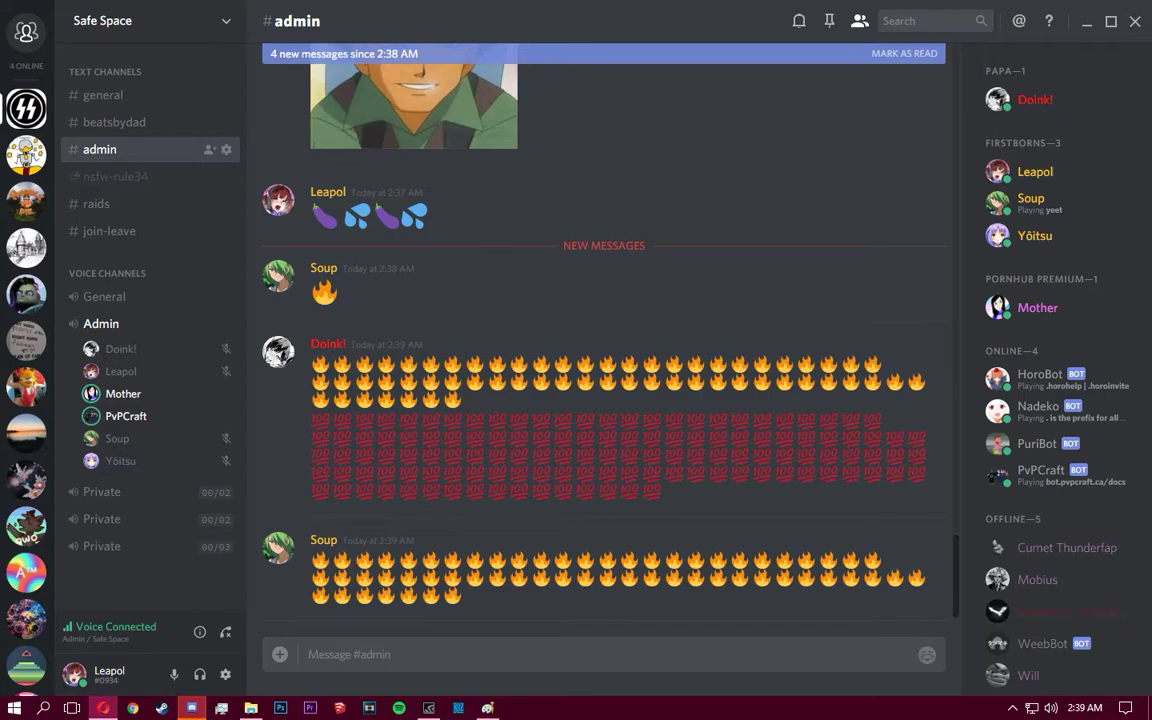 Safe Space
# admin
Search
4 ONLINE
4 new messages since 2:38 AM
MARK AS READ
TEXT CHANNELS
# general
# beatsbydad
# admin
nsfw-rule34
# raids
# join-leave
VOICE CHANNELS
General
Admin
Doink!
Leapol
Mother
PvPCraft
Soup
Yôitsu
Private 00/02
Private 00/02
Private 00/03
Voice Connected
Admin / Safe Space
Leapol
#0934
Leapol Today at 2:37 AM
🍆💦🍆💦
NEW MESSAGES
Soup Today at 2:38 AM
🔥
Doink! Today at 2:39 AM
🔥🔥🔥🔥🔥🔥🔥🔥🔥🔥🔥🔥🔥🔥🔥🔥🔥🔥🔥🔥🔥🔥🔥🔥🔥🔥
🔥🔥🔥🔥🔥🔥🔥🔥🔥🔥🔥🔥🔥🔥🔥🔥🔥🔥🔥🔥🔥🔥🔥🔥🔥🔥🔥🔥
🔥🔥🔥🔥🔥🔥🔥
💯💯💯💯💯💯💯💯💯💯💯💯💯💯💯💯💯💯💯💯💯💯💯💯💯💯
💯💯💯💯💯💯💯💯💯💯💯💯💯💯💯💯💯💯💯💯💯💯💯💯💯💯💯💯
💯💯💯💯💯💯💯💯💯💯💯💯💯💯💯💯💯💯💯💯💯💯💯💯💯💯💯💯
💯💯💯💯💯💯💯💯💯💯💯💯💯💯💯💯💯💯💯💯💯💯💯💯💯💯💯💯
💯💯💯💯💯💯💯💯💯💯💯💯💯💯💯💯
Soup Today at 2:39 AM
🔥🔥🔥🔥🔥🔥🔥🔥🔥🔥🔥🔥🔥🔥🔥🔥🔥🔥🔥🔥🔥🔥🔥🔥🔥🔥
🔥🔥🔥🔥🔥🔥🔥🔥🔥🔥🔥🔥🔥🔥🔥🔥🔥🔥🔥🔥🔥🔥🔥🔥🔥🔥🔥🔥
🔥🔥🔥🔥🔥🔥🔥
Message #admin
PAPA—1
Doink!
FIRSTBORNS—3
Leapol
Soup
Playing yeet
Yôitsu
PORNHUB PREMIUM—1
Mother
ONLINE—4
HoroBot BOT
Playing .horohelp | .horoinvite
Nadeko BOT
Playing . is the prefix for all ...
PuriBot BOT
PvPCraft BOT
Playing bot.pvpcraft.ca/docs
OFFLINE—5
Cumet Thunderfap
Mobius
WeebBot BOT
Will
2:39 AM